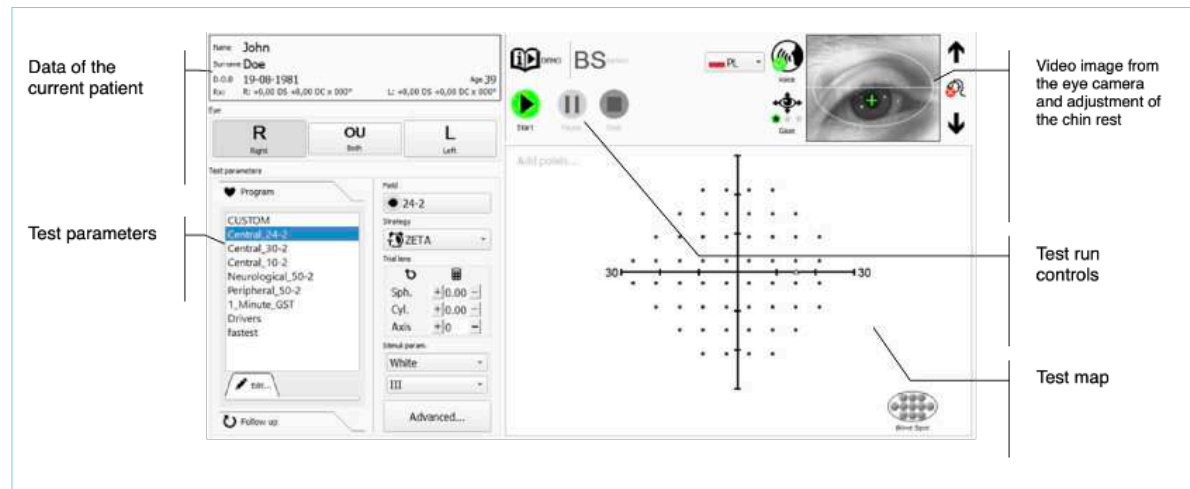 Data of the
current patient
Test parameters
Name: John
Surname Doe
D.O.B 19-08-1981 Age 39
Rx: R: +0,00 DS +0,00 DC x 000° L: +0,00 DS +0,00 DC x 000°
Eye
R
Right
OU
Both
L
Left
Test parameters
Program
CUSTOM
Central_24-2
Central_30-2
Central_10-2
Neurological_50-2
Peripheral_50-2
1_Minute_GST
Drivers
fastest
Edit...
Follow up
Field
24-2
Strategy
ZETA
Trial lens
Sph. + 0.00 -
Cyl. + 0.00 -
Axis + 0 -
Stimuli param.
White
III
Advanced...
DEMO
BS
PL
Voice
Gaze
Start
Pause
Stop
Add points...
30
30
Blind Spot
Video image from
the eye camera
and adjustment of
the chin rest
Test run
controls
Test map